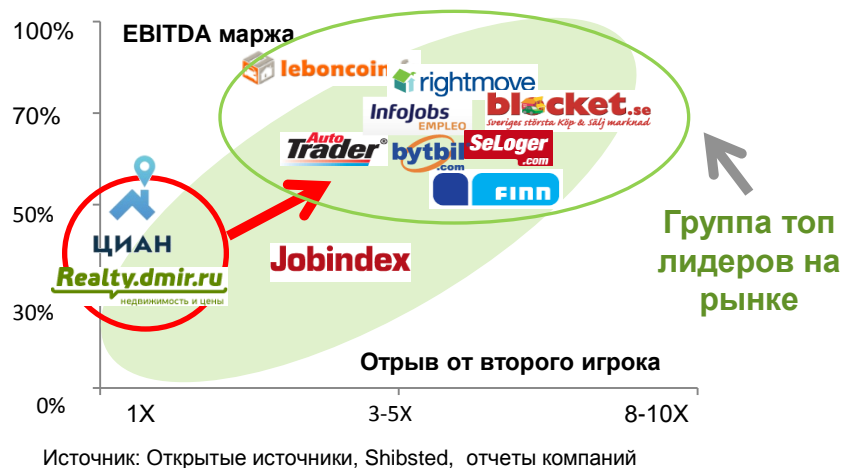 100%
EBITDA маржа
leboncoin
rightmove
70%
InfoJobs
EMPLEO
blocket.se
Sveriges största Köp & Sälj marknad
Auto
Trader®
bytbil
.com
SeLoger
.com
FINN
50%
ЦИАН
Группа топ
лидеров на
рынке
Jobindex
Realty.dmir.ru
недвижимость и цены
30%
Отрыв от второго игрока
0%
1X
3-5X
8-10X
Источник: Открытые источники, Shibsted, отчеты компаний